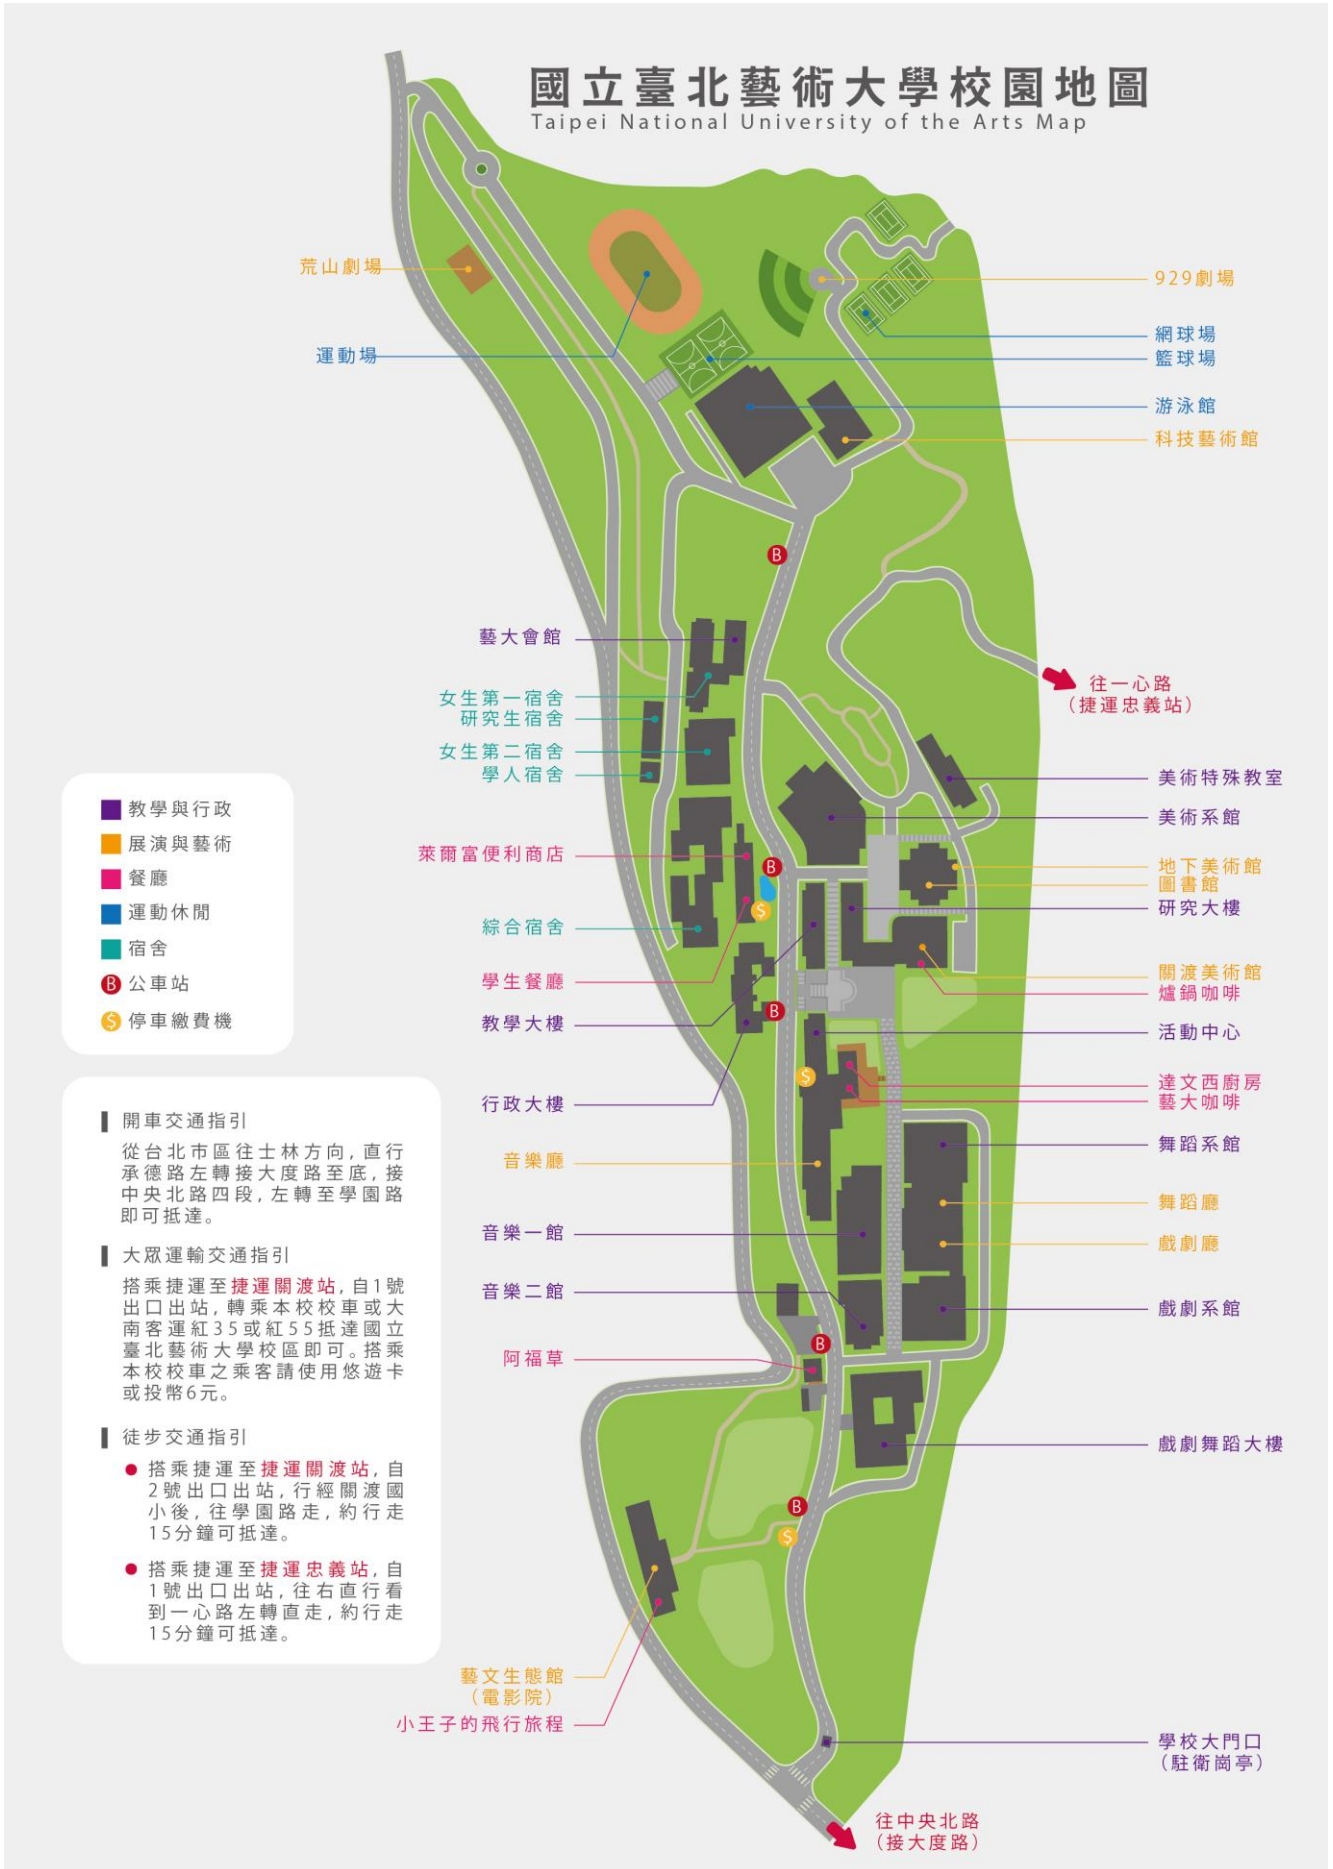 國立臺北藝術大學校園地圖
Taipei National University of the Arts Map
荒山劇場
運動場
929劇場
網球場
籃球場
游泳館
科技藝術館
B
藝大會館
女生第一宿舍
研究生宿舍
女生第二宿舍
學人宿舍
萊爾富便利商店
綜合宿舍
學生餐廳
教學大樓
行政大樓
音樂廳
音樂一館
音樂二館
阿福草
往一心路
(捷運忠義站)
美術特殊教室
美術系館
地下美術館
圖書館
研究大樓
關渡美術館
爐鍋咖啡
活動中心
達文西廚房
藝大咖啡
舞蹈系館
舞蹈廳
戲劇廳
戲劇系館
戲劇舞蹈大樓
B
$
B
$
B
B
$
教學與行政
展演與藝術
餐廳
運動休閒
宿舍
B 公車站
$ 停車繳費機
開車交通指引
從台北市區往士林方向,直行
承德路左轉接大度路至底,接
中央北路四段,左轉至學園路
即可抵達。
大眾運輸交通指引
搭乘捷運至捷運關渡站,自1號
出口出站,轉乘本校校車或大
南客運紅35或紅55抵達國立
臺北藝術大學校區即可。搭乘
本校校車之乘客請使用悠遊卡
或投幣6元。
徒步交通指引
搭乘捷運至捷運關渡站,自
2號出口出站,行經關渡國
小後,往學園路走,約行走
15分鐘可抵達。
搭乘捷運至捷運忠義站,自
1號出口出站,往右直行看
到一心路左轉直走,約行走
15分鐘可抵達。
藝文生態館
(電影院)
小王子的飛行旅程
學校大門口
(駐衛崗亭)
往中央北路
(接大度路)